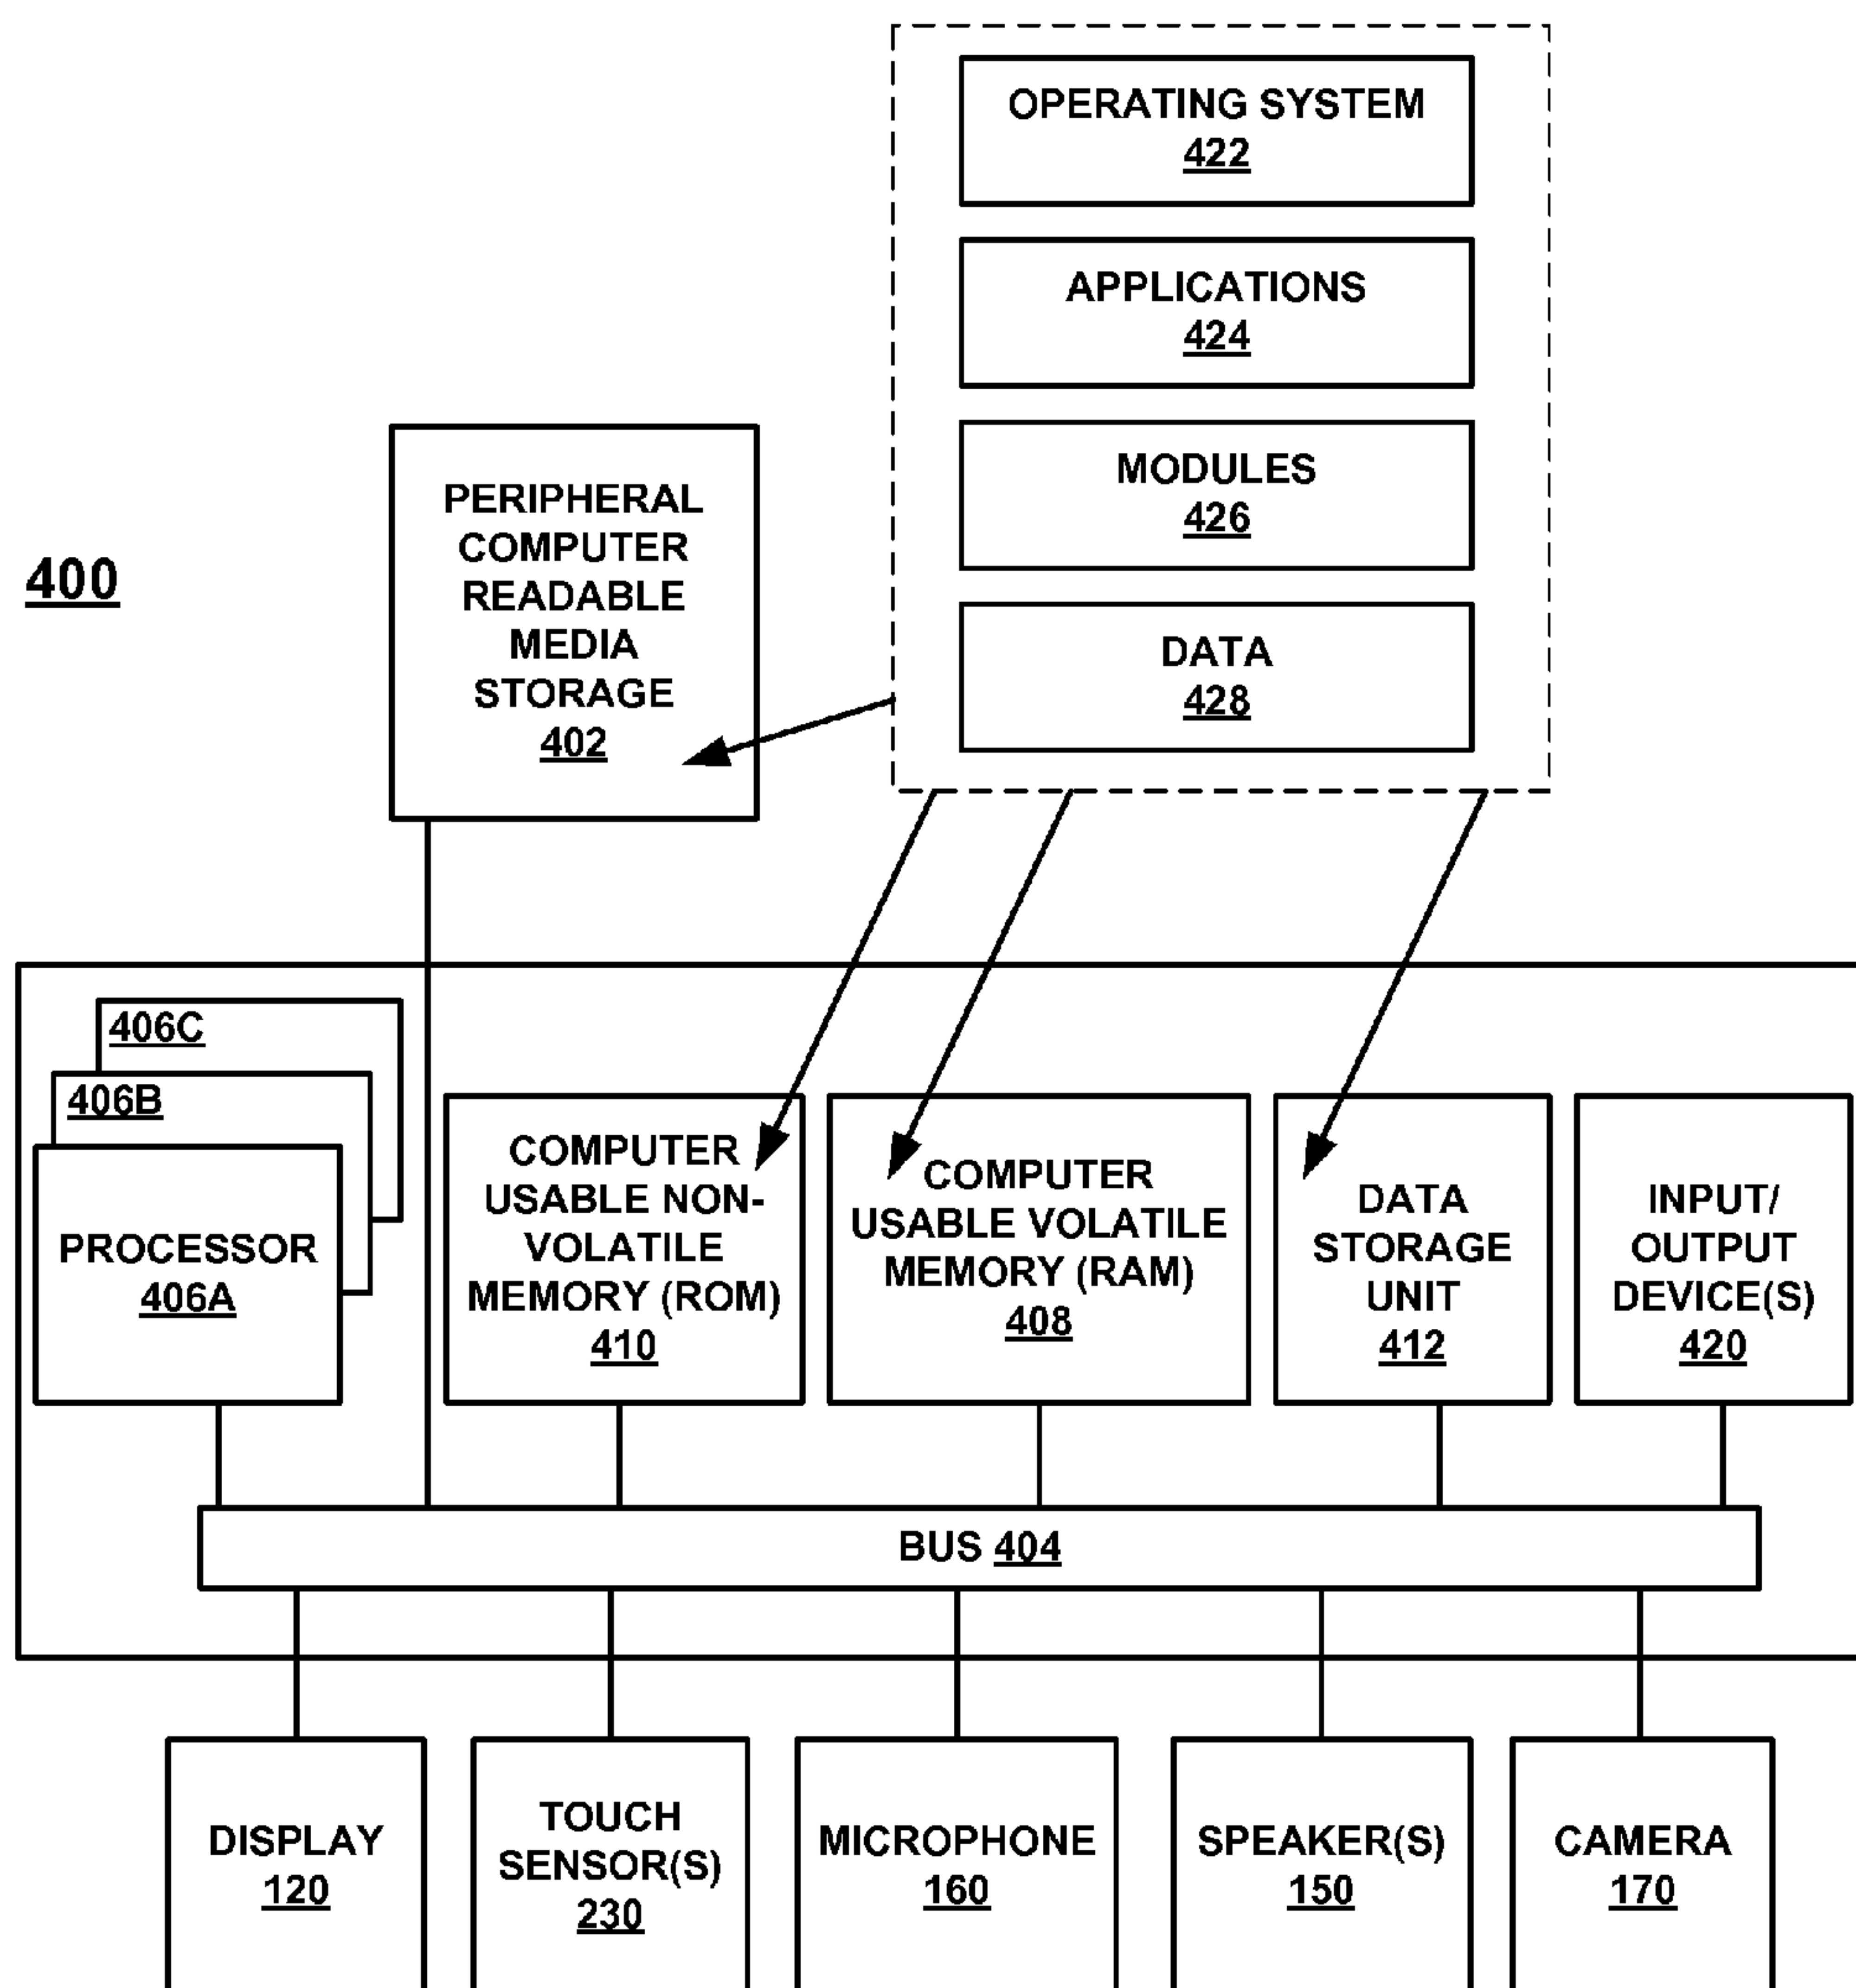 OPERATING SYSTEM
422
APPLICATIONS
424
MODULES
426
DATA
428
PERIPHERAL
COMPUTER
READABLE
MEDIA
STORAGE
402
400
406C
406B
PROCESSOR
406A
COMPUTER
USABLE NON-
VOLATILE
MEMORY (ROM)
410
COMPUTER
USABLE VOLATILE
MEMORY (RAM)
408
DATA
STORAGE
UNIT
412
INPUT/
OUTPUT
DEVICE(S)
420
BUS 404
DISPLAY
120
TOUCH
SENSOR(S)
230
MICROPHONE
160
SPEAKER(S)
150
CAMERA
170